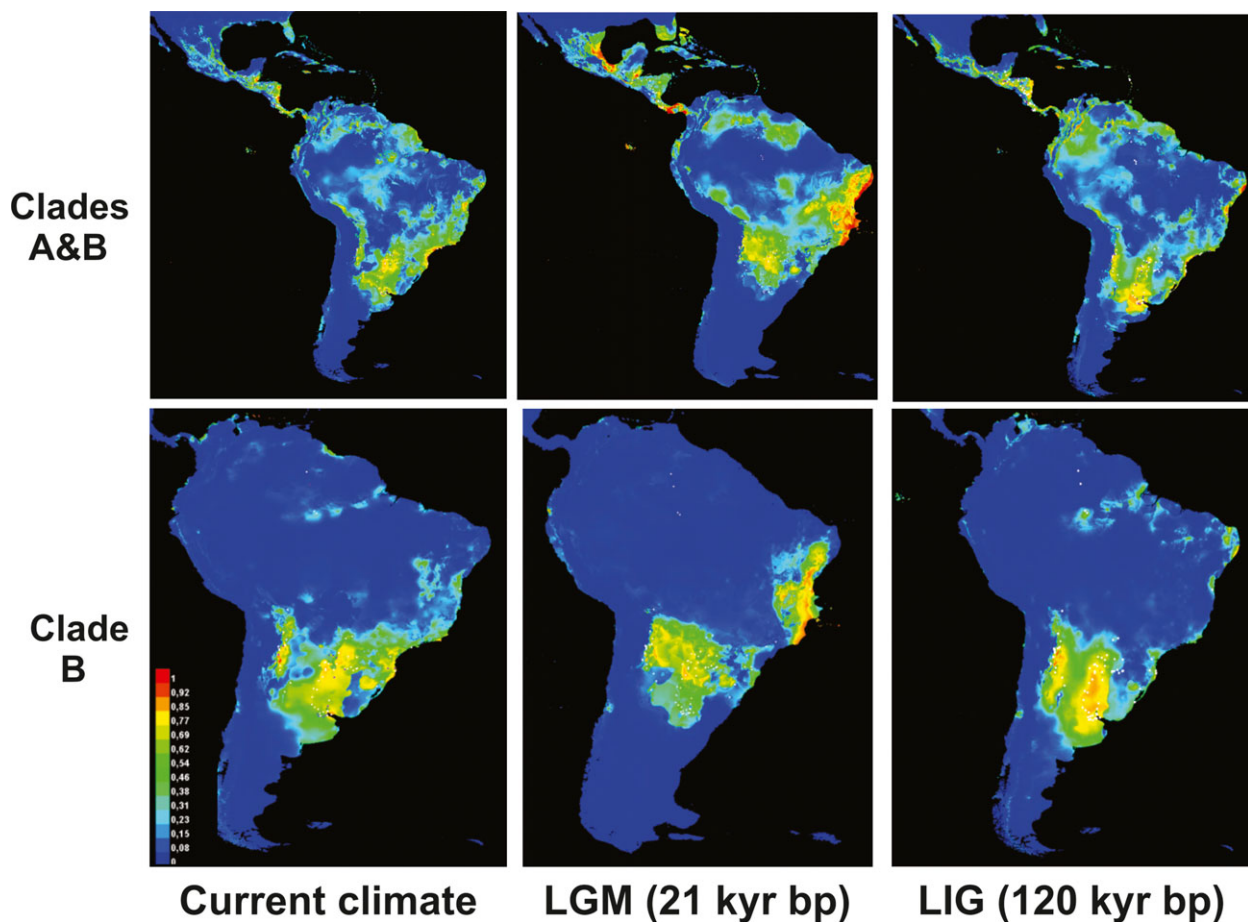 Clades
A&B
Clade
B
1
0,92
0,85
0,77
0,69
0,62
0,54
0,46
0,38
0,31
0,23
0,15
0,08
0
Current climate
LGM (21 kyr bp)
LIG (120 kyr bp)